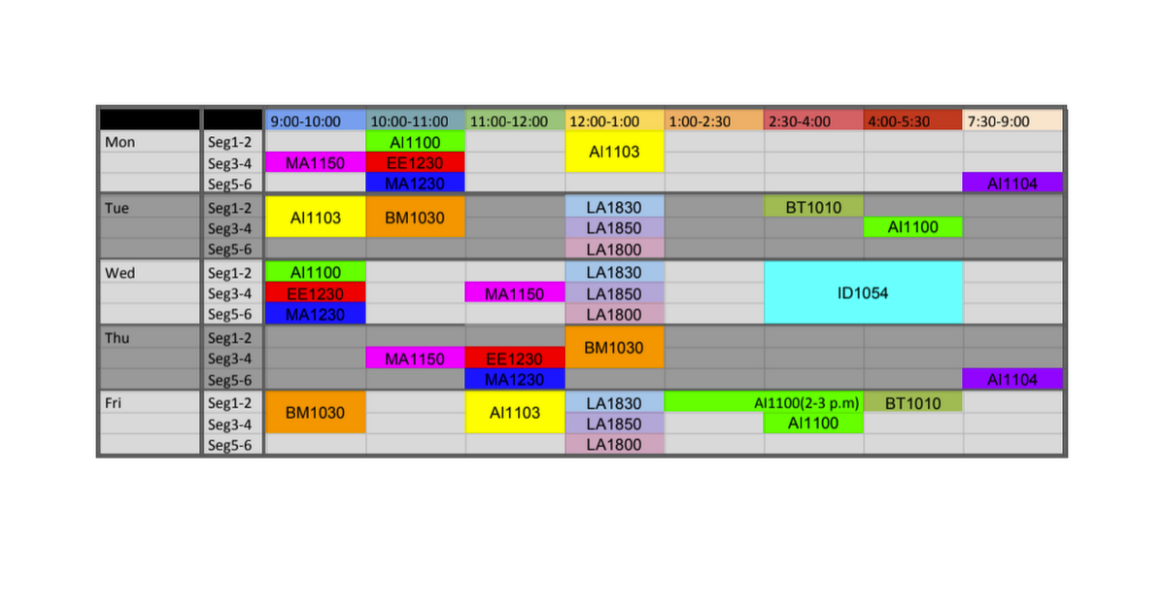 9:00-10:00 10:00-11:00 11:00-12:00 12:00-1:00 1:00-2:30 2:30-4:00 4:00-5:30 7:30-9:00
Mon Seg1-2 AI1100 AI1103
Seg3-4 MA1150 EE1230
Seg5-6 MA1230 AI1104
Tue Seg1-2 AI1103 BM1030 LA1830 BT1010
Seg3-4 LA1850 AI1100
Seg5-6 LA1800
Wed Seg1-2 AI1100 LA1830 ID1054
Seg3-4 EE1230 MA1150 LA1850
Seg5-6 MA1230 LA1800
Thu Seg1-2 BM1030
Seg3-4 MA1150 EE1230
Seg5-6 MA1230 AI1104
Fri Seg1-2 BM1030 AI1103 LA1830 AI1100(2-3 p.m) BT1010
Seg3-4 LA1850 AI1100
Seg5-6 LA1800